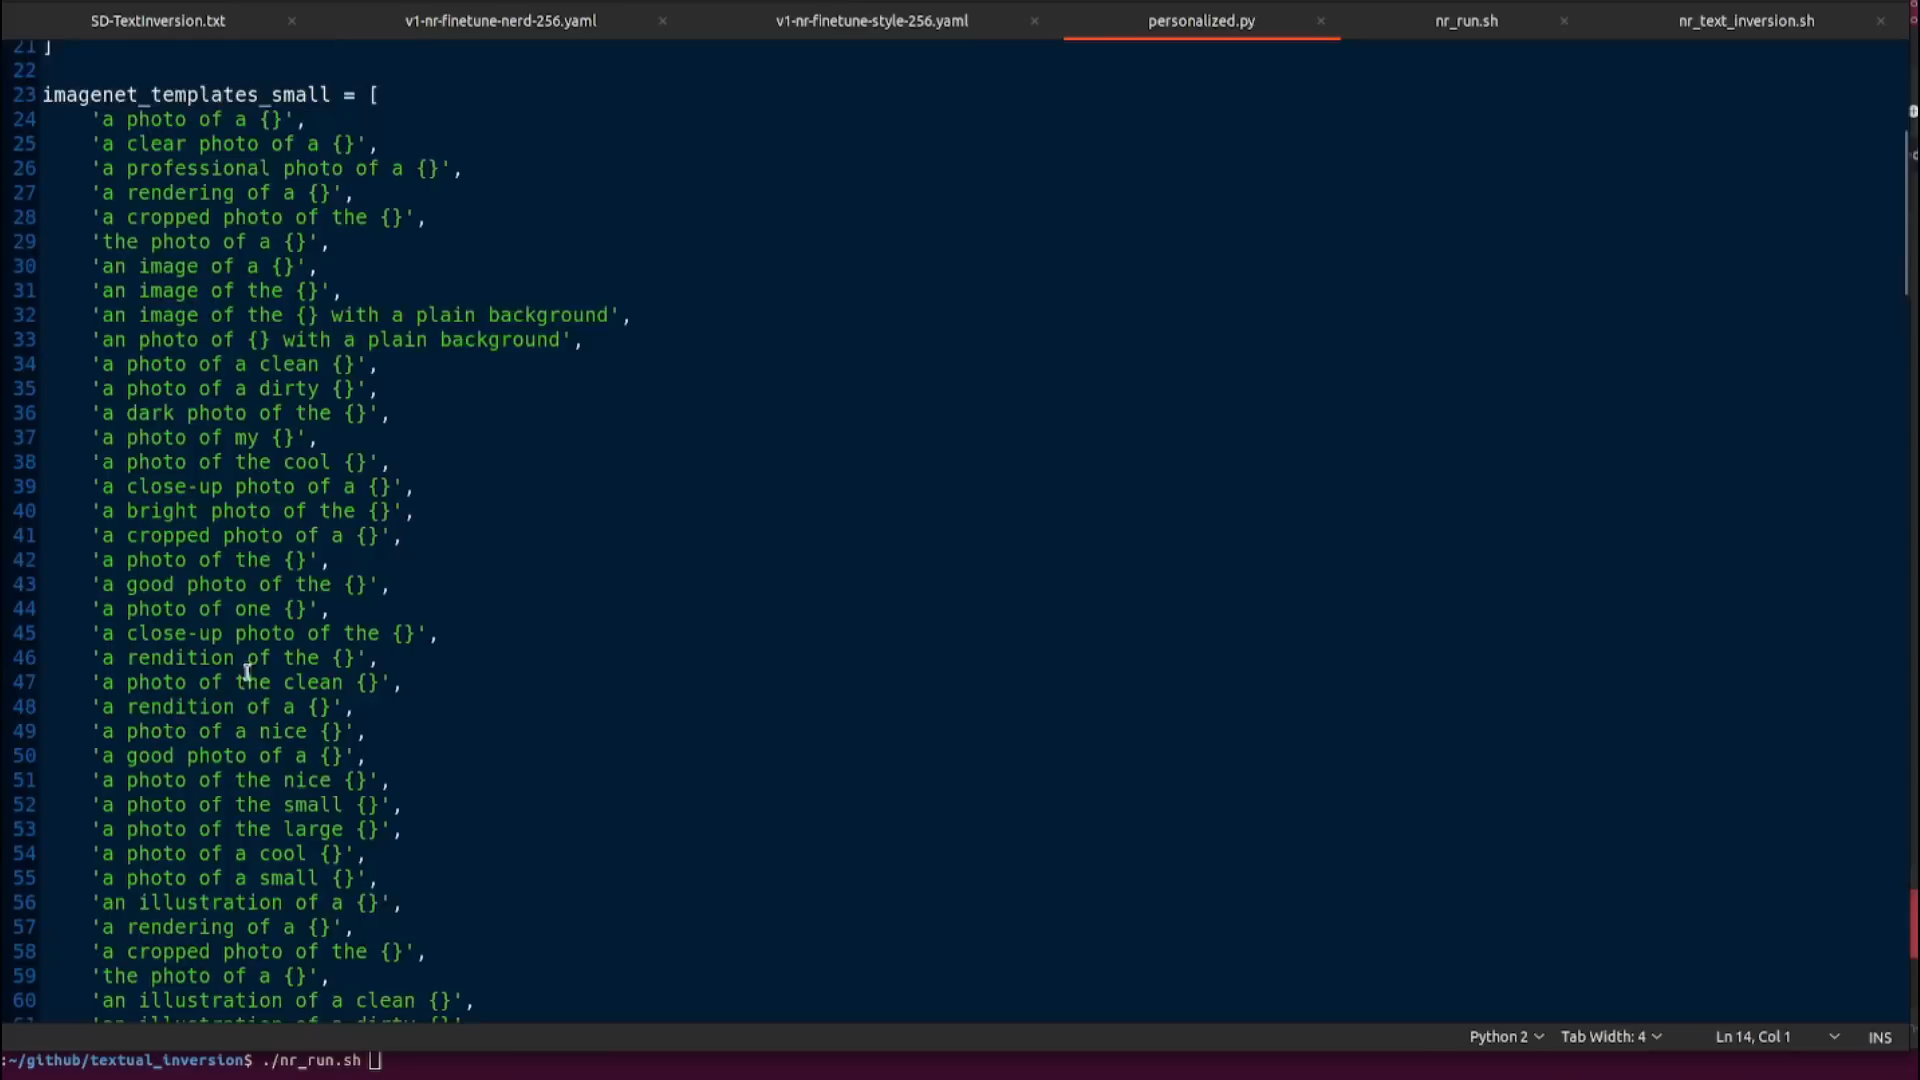 SD-TextInversion.txt × v1-nr-finetune-nerd-256.yaml × v1-nr-finetune-style-256.yaml × personalized.py × nr_run.sh × nr_text_inversion.sh ×
21 ]
22
23 imagenet_templates_small = [
24 'a photo of a {}',
25 'a clear photo of a {}',
26 'a professional photo of a {}',
27 'a rendering of a {}',
28 'a cropped photo of the {}',
29 'the photo of a {}',
30 'an image of a {}',
31 'an image of the {}',
32 'an image of the {} with a plain background',
33 'an photo of {} with a plain background',
34 'a photo of a clean {}',
35 'a photo of a dirty {}',
36 'a dark photo of the {}',
37 'a photo of my {}',
38 'a photo of the cool {}',
39 'a close-up photo of a {}',
40 'a bright photo of the {}',
41 'a cropped photo of a {}',
42 'a photo of the {}',
43 'a good photo of the {}',
44 'a photo of one {}',
45 'a close-up photo of the {}',
46 'a rendition of the {}',
47 'a photo of the clean {}',
48 'a rendition of a {}',
49 'a photo of a nice {}',
50 'a good photo of a {}',
51 'a photo of the nice {}',
52 'a photo of the small {}',
53 'a photo of the large {}',
54 'a photo of a cool {}',
55 'a photo of a small {}',
56 'an illustration of a {}',
57 'a rendering of a {}',
58 'a cropped photo of the {}',
59 'the photo of a {}',
60 'an illustration of a clean {}',
Python 2 Tab Width: 4 Ln 14, Col 1 INS
:~/github/textual_inversion$ ./nr_run.sh